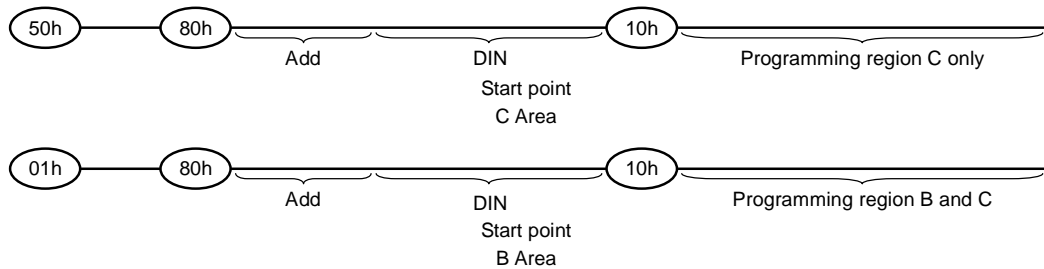 50h 80h 10h
Add DIN Programming region C only
Start point
C Area
01h 80h 10h
Add DIN Programming region B and C
Start point
B Area